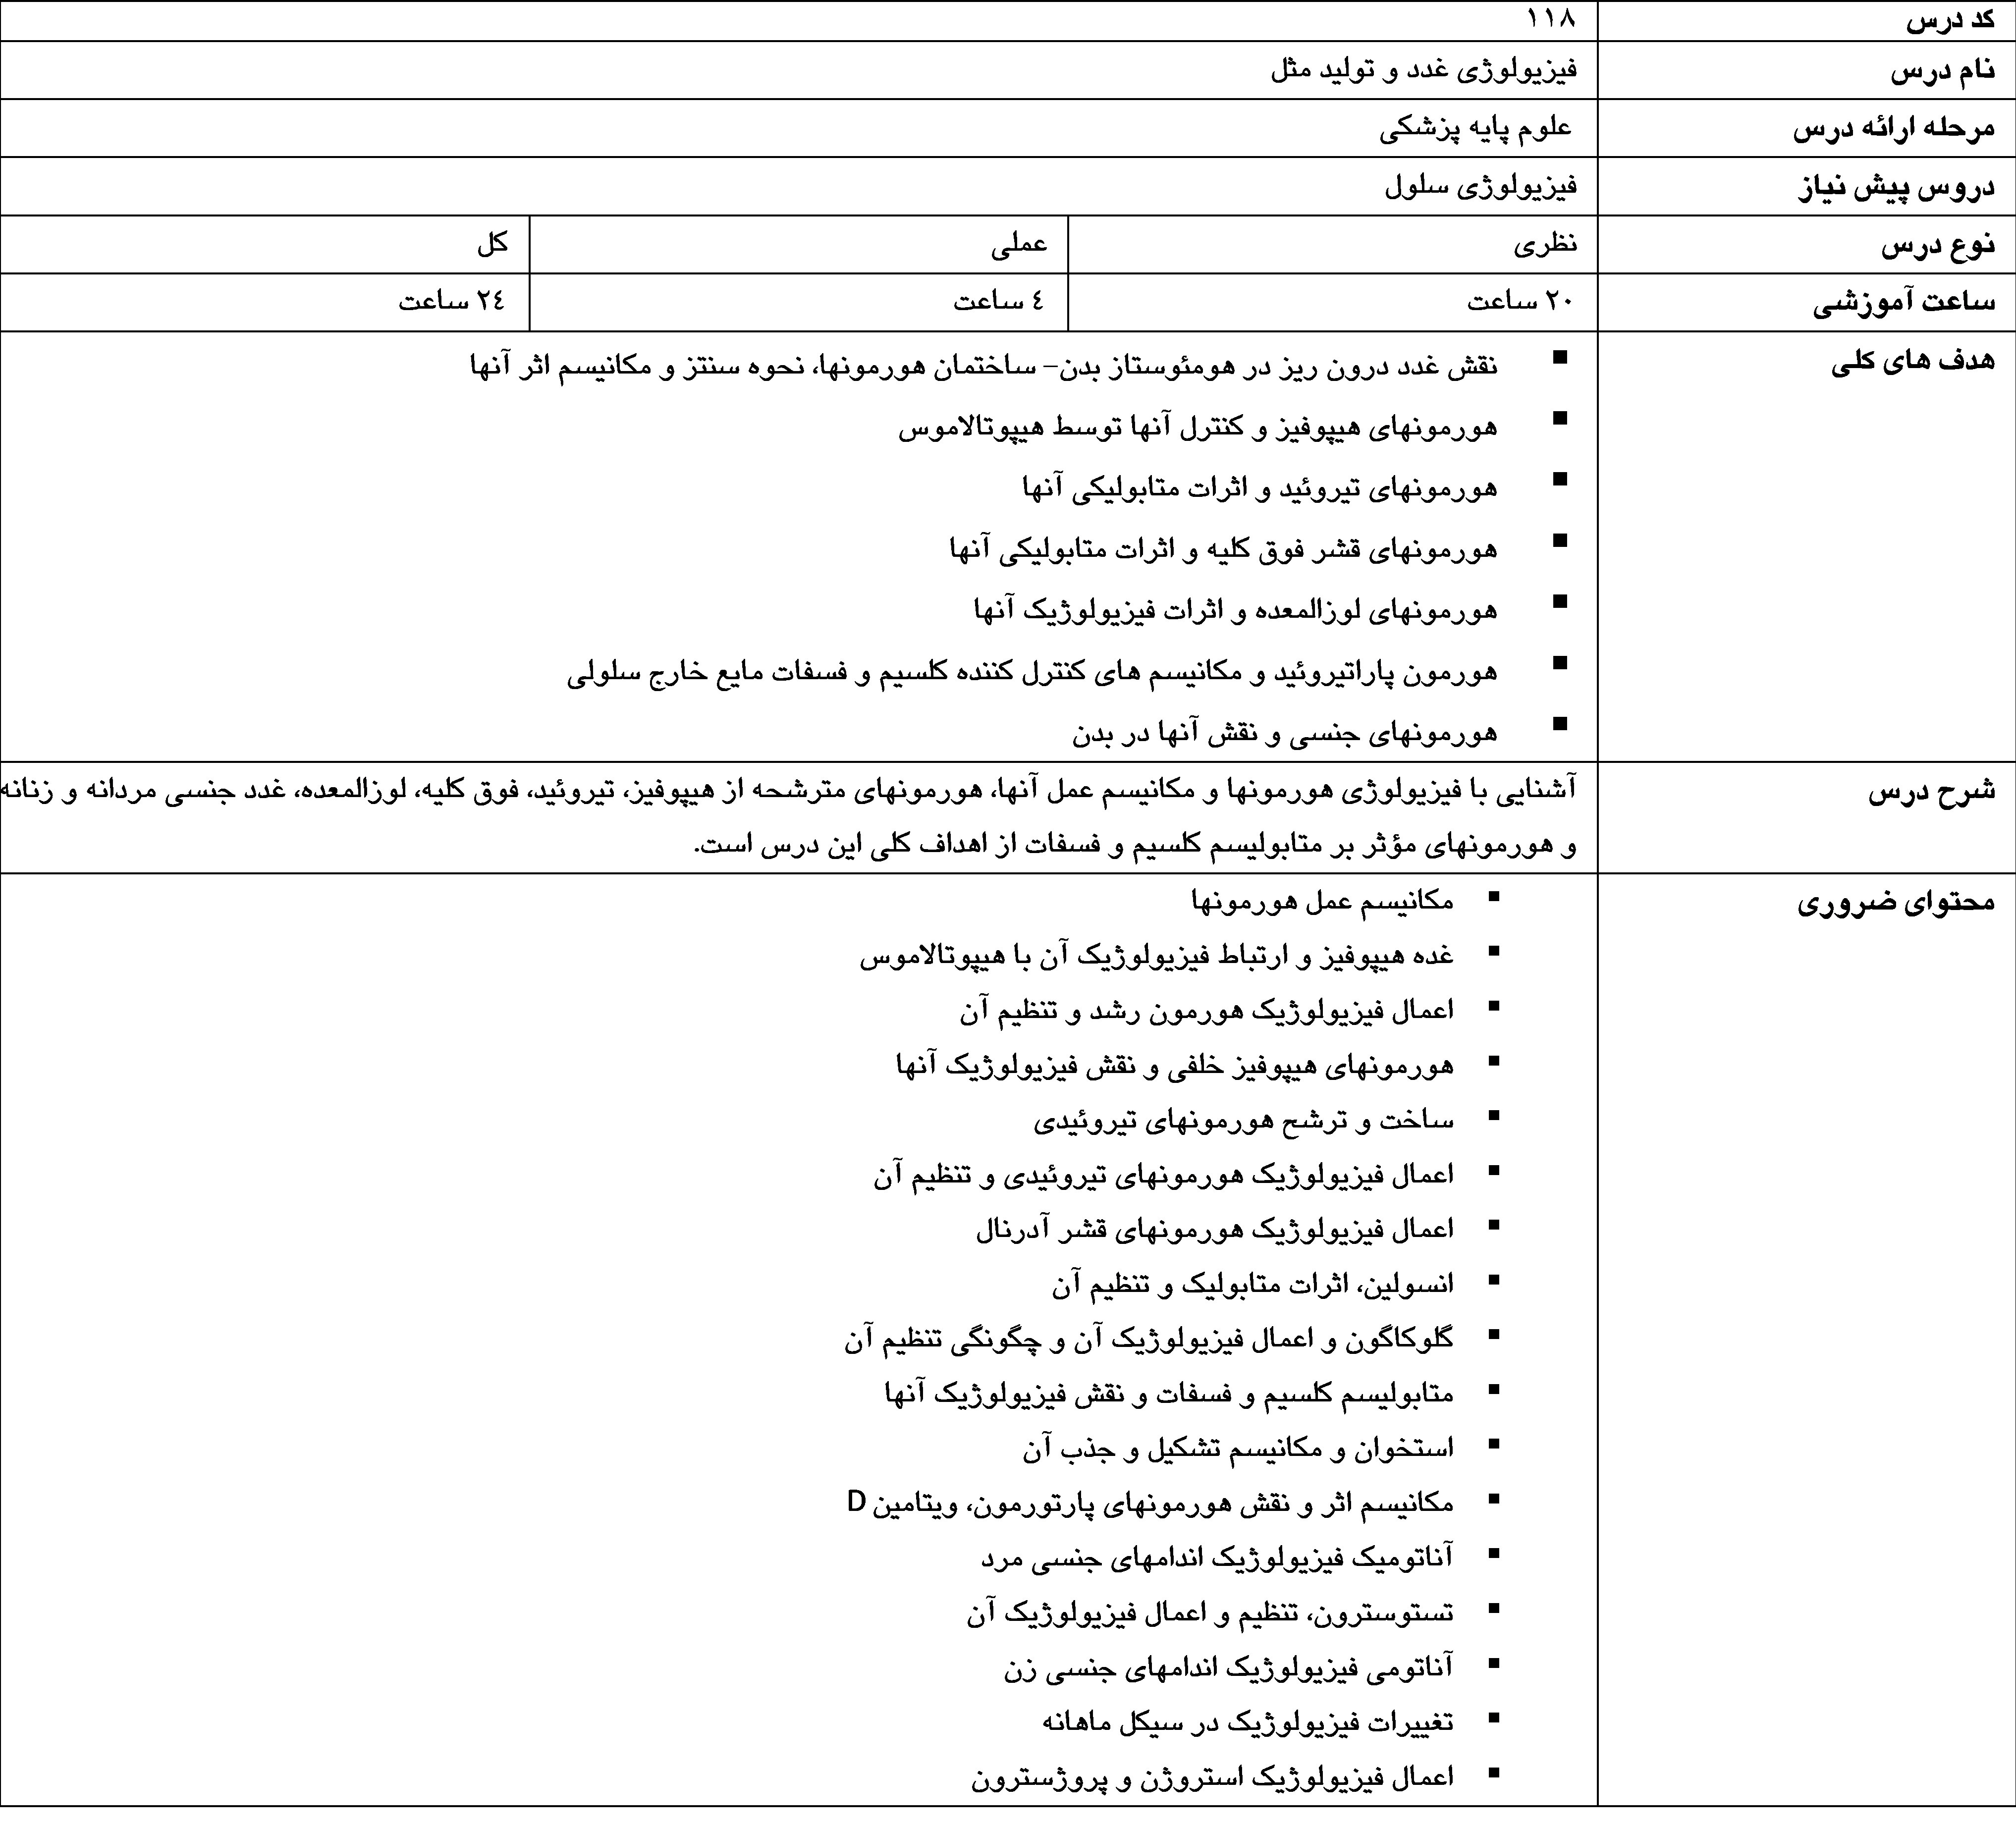 کد درس ۱۱۸
نام درس فیزیولوژی غدد و تولید مثل
مرحله ارائه درس علوم پایه پزشکی
دروس پیش نیاز فیزیولوژی سلول
نوع درس نظری عملی کل
ساعت آموزشی ۲۰ ساعت ٤ ساعت ۲٤ ساعت
هدف های کلی ▪ نقش غدد درون ریز در هومئوستاز بدن– ساختمان هورمونها، نحوه سنتز و مکانیسم اثر آنها
▪ هورمونهای هیپوفیز و کنترل آنها توسط هیپوتالاموس
▪ هورمونهای تیروئید و اثرات متابولیکی آنها
▪ هورمونهای قشر فوق کلیه و اثرات متابولیکی آنها
▪ هورمونهای لوزالمعده و اثرات فیزیولوژیک آنها
▪ هورمون پاراتیروئید و مکانیسم های کنترل کننده کلسیم و فسفات مایع خارج سلولی
▪ هورمونهای جنسی و نقش آنها در بدن
شرح درس آشنایی با فیزیولوژی هورمونها و مکانیسم عمل آنها، هورمونهای مترشحه از هیپوفیز، تیروئید، فوق کلیه، لوزالمعده، غدد جنسی مردانه و زنانه
و هورمونهای مؤثر بر متابولیسم کلسیم و فسفات از اهداف کلی این درس است.
محتوای ضروری ▪ مکانیسم عمل هورمونها
▪ غده هیپوفیز و ارتباط فیزیولوژیک آن با هیپوتالاموس
▪ اعمال فیزیولوژیک هورمون رشد و تنظیم آن
▪ هورمونهای هیپوفیز خلفی و نقش فیزیولوژیک آنها
▪ ساخت و ترشح هورمونهای تیروئیدی
▪ اعمال فیزیولوژیک هورمونهای تیروئیدی و تنظیم آن
▪ اعمال فیزیولوژیک هورمونهای قشر آدرنال
▪ انسولین، اثرات متابولیک و تنظیم آن
▪ گلوکاگون و اعمال فیزیولوژیک آن و چگونگی تنظیم آن
▪ متابولیسم کلسیم و فسفات و نقش فیزیولوژیک آنها
▪ استخوان و مکانیسم تشکیل و جذب آن
▪ مکانیسم اثر و نقش هورمونهای پارتورمون، ویتامین D
▪ آناتومیک فیزیولوژیک اندامهای جنسی مرد
▪ تستوسترون، تنظیم و اعمال فیزیولوژیک آن
▪ آناتومی فیزیولوژیک اندامهای جنسی زن
▪ تغییرات فیزیولوژیک در سیکل ماهانه
▪ اعمال فیزیولوژیک استروژن و پروژسترون